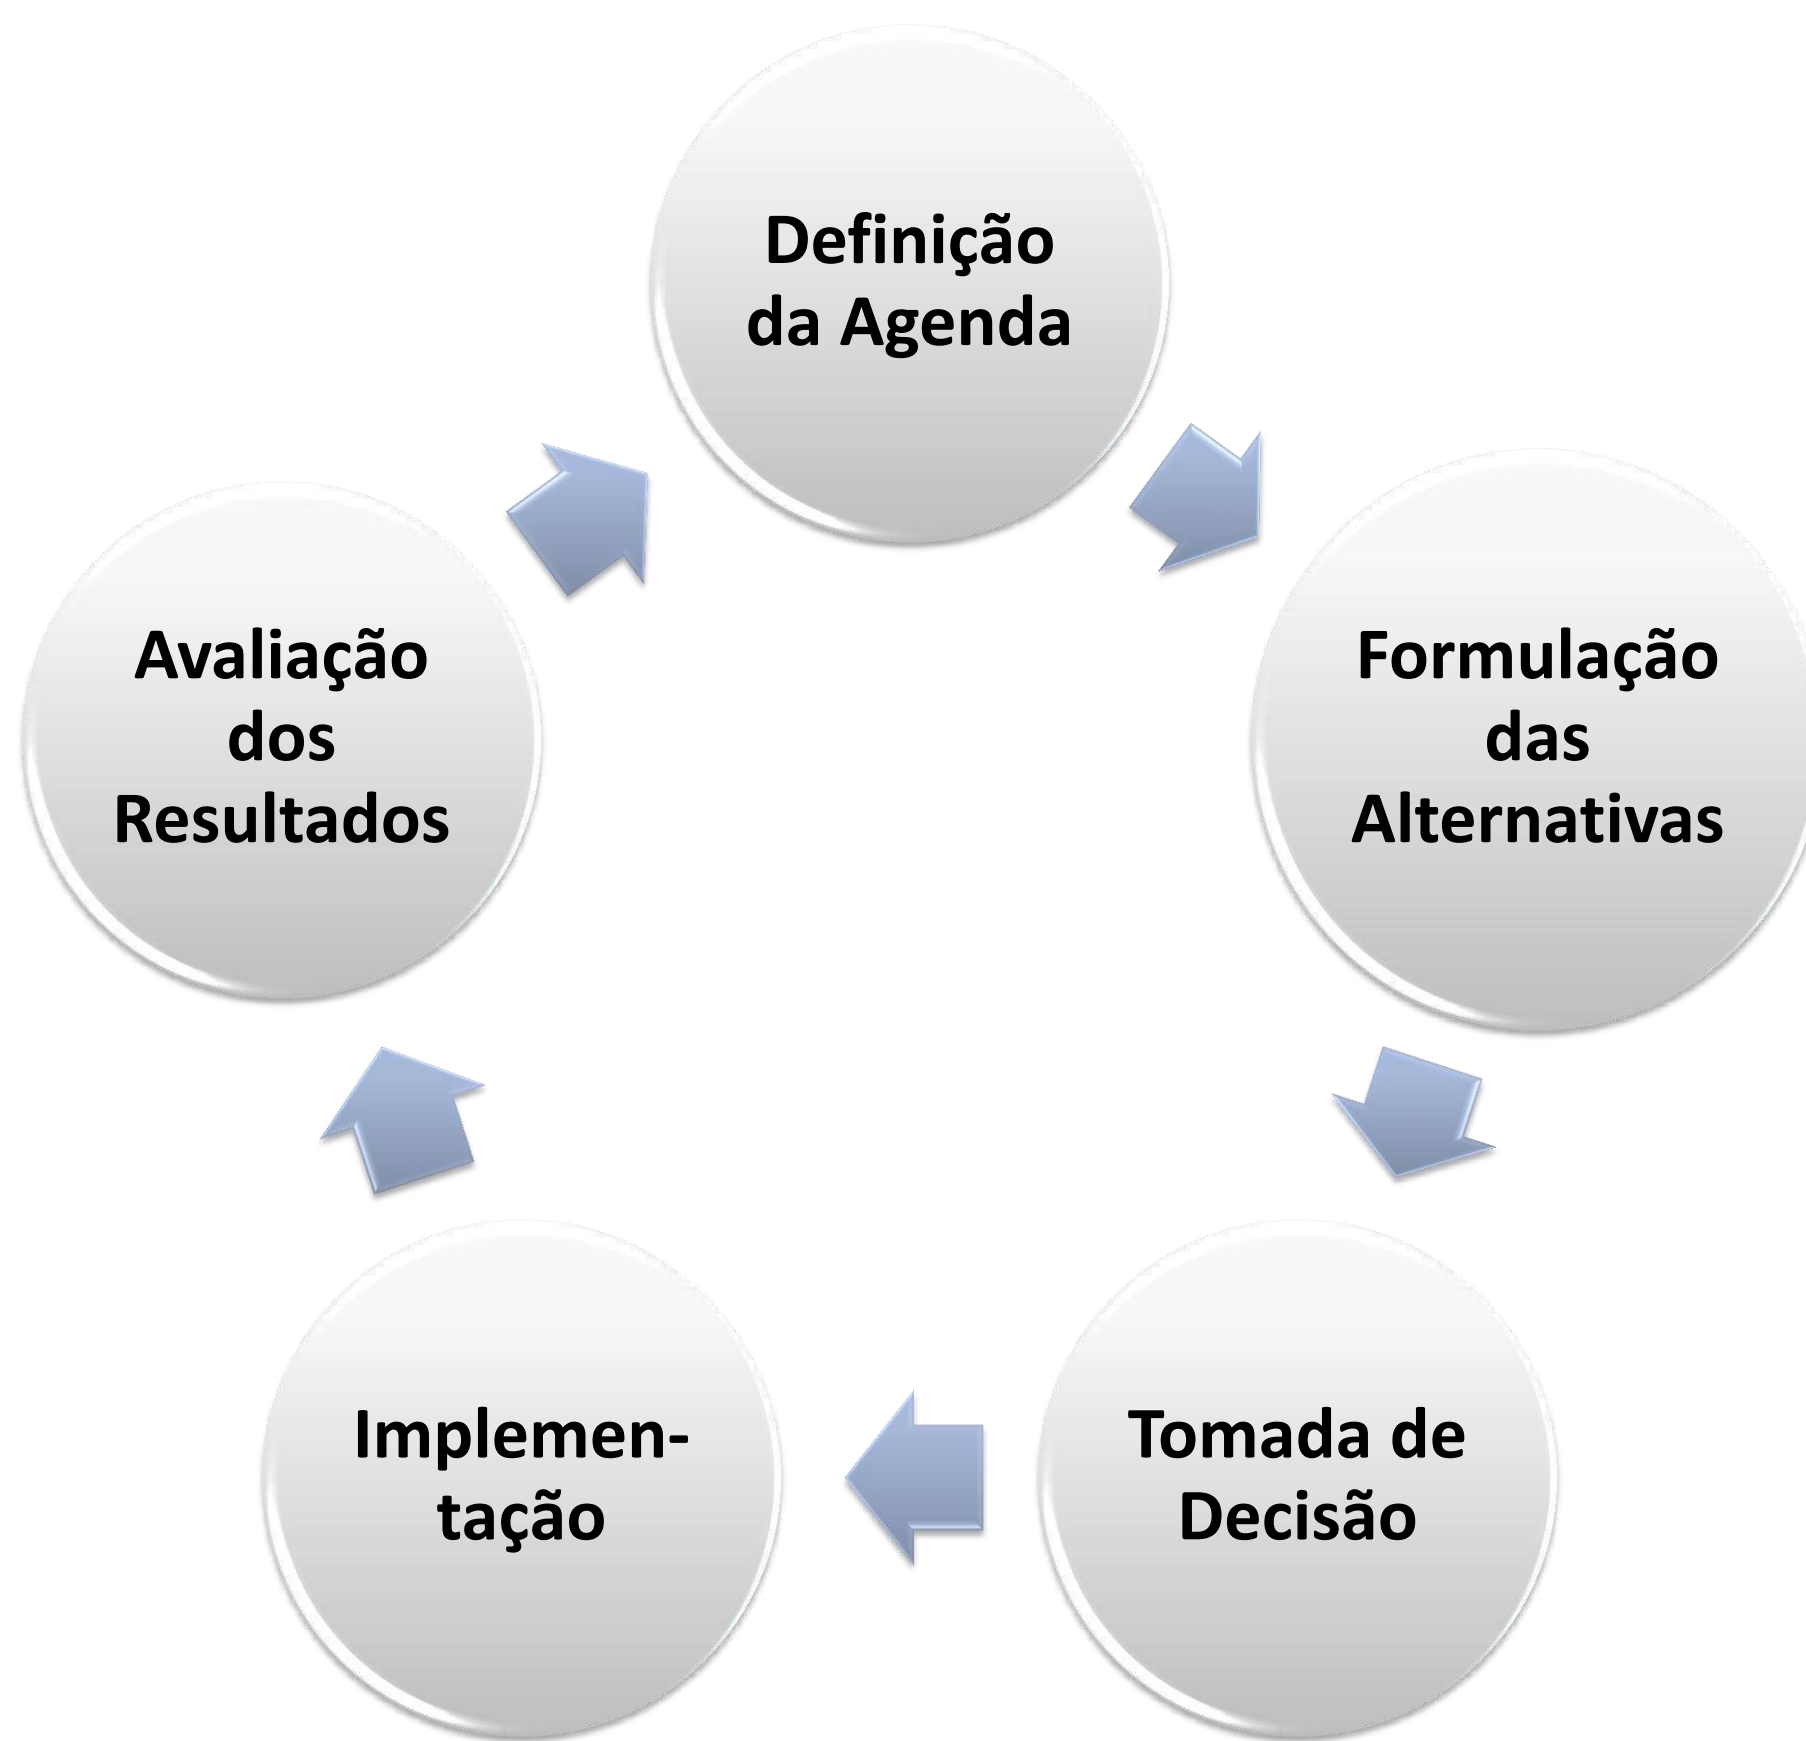 Definição
da Agenda
Formulação
das
Alternativas
Tomada de
Decisão
Implemen-
tação
Avaliação
dos
Resultados